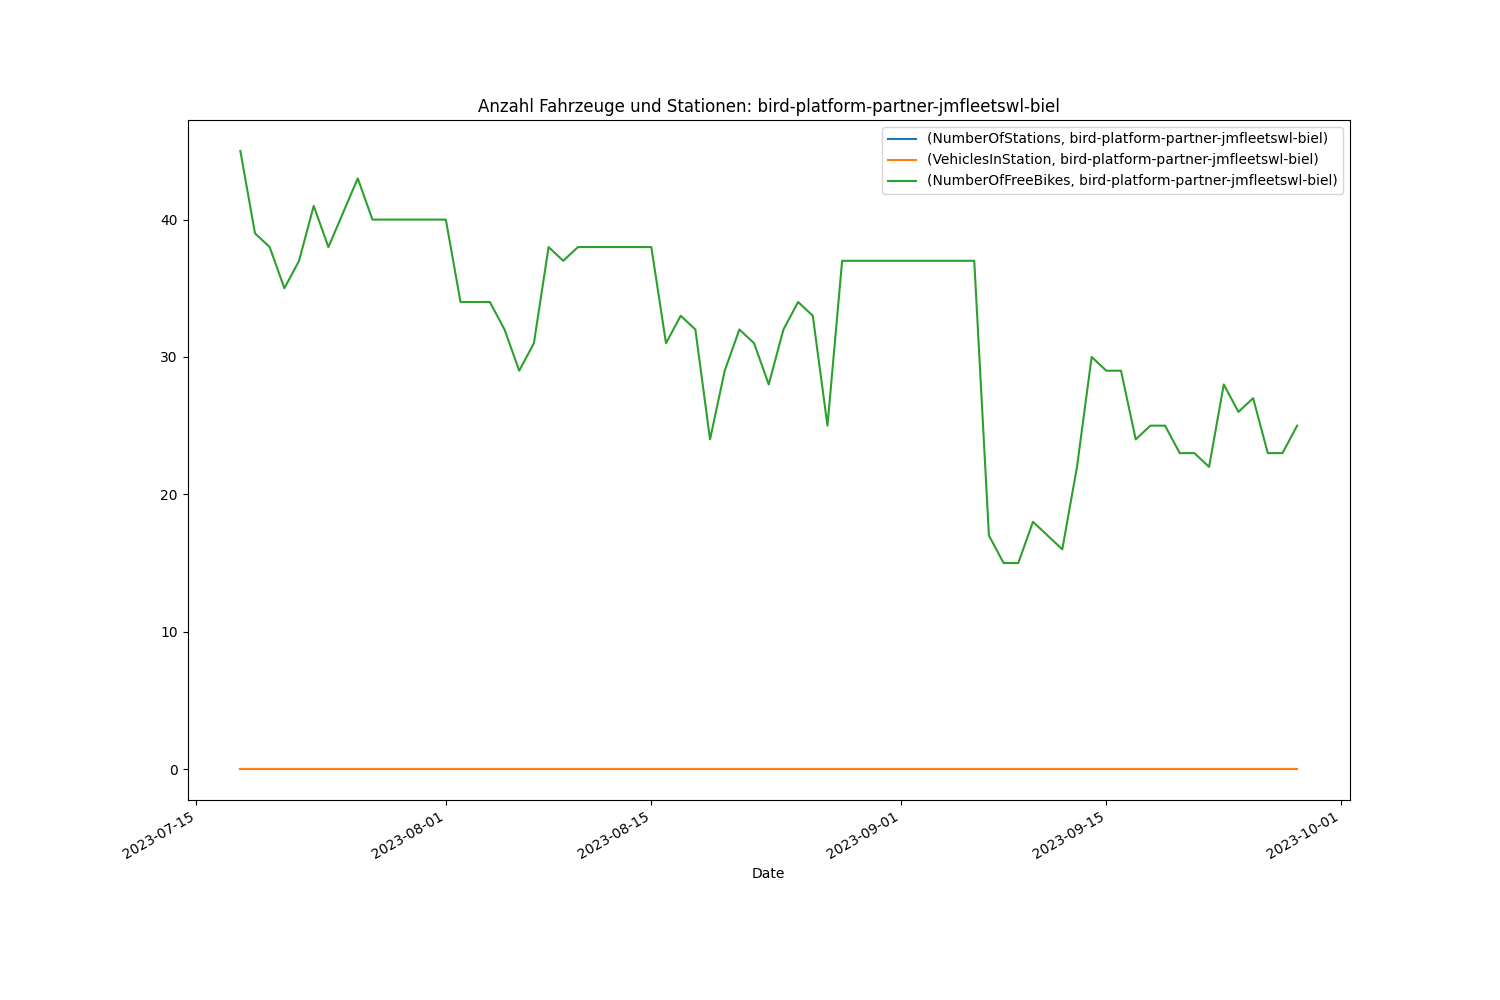 Anzahl Fahrzeuge und Stationen: bird-platform-partner-jmfleetswl-biel
(NumberOfStations, bird-platform-partner-jmfleetswl-biel)
(VehiclesInStation, bird-platform-partner-jmfleetswl-biel)
(NumberOfFreeBikes, bird-platform-partner-jmfleetswl-biel)
40
30
20
10
0
2023-07-15
2023-08-01
2023-08-15
2023-09-01
2023-09-15
2023-10-01
Date